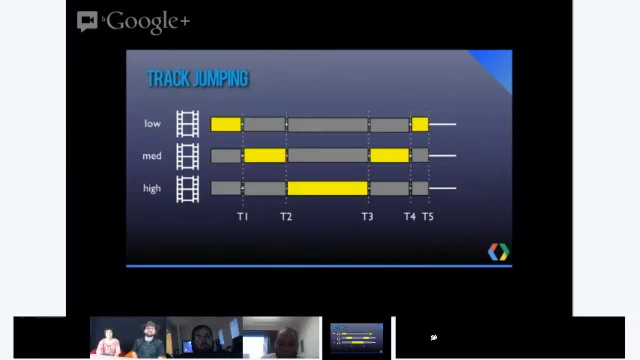 Google+
TRACK JUMPING
low
med
high
T1 T2 T3 T4 T5